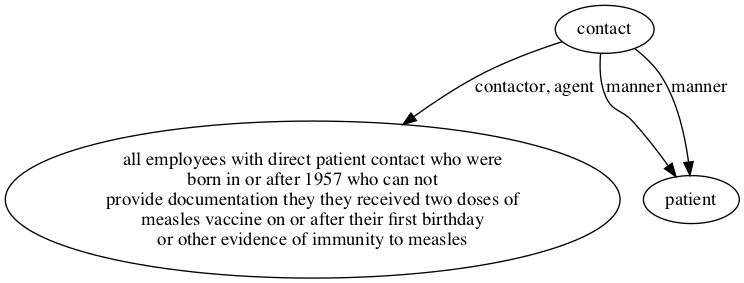 contact
contactor, agent
manner
manner
all employees with direct patient contact who were
born in or after 1957 who can not
provide documentation they they received two doses of
measles vaccine on or after their first birthday
or other evidence of immunity to measles
patient